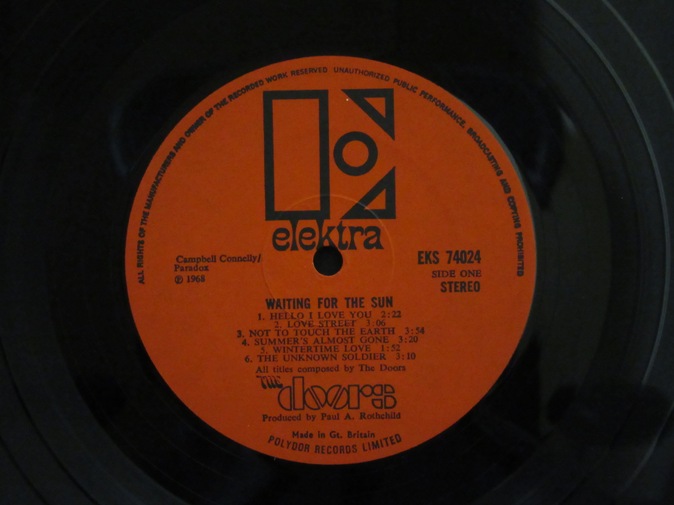 ALL RIGHTS OF THE MANUFACTURERS AND OWNER OF THE RECORDED WORK RESERVED UNAUTHORIZED PUBLIC PERFORMANCE, BROADCASTING AND COPYING PROHIBITED
elektra
Campbell Connelly/
Paradox
℗ 1968
EKS 74024
SIDE ONE
STEREO
WAITING FOR THE SUN
1. HELLO I LOVE YOU 2:22
2. LOVE STREET 3:06
3. NOT TO TOUCH THE EARTH 3:54
4. SUMMER'S ALMOST GONE 3:20
5. WINTERTIME LOVE 1:52
6. THE UNKNOWN SOLDIER 3:10
All titles composed by The Doors
THE
doors
Produced by Paul A. Rothchild
Made in Gt. Britain
POLYDOR RECORDS LIMITED